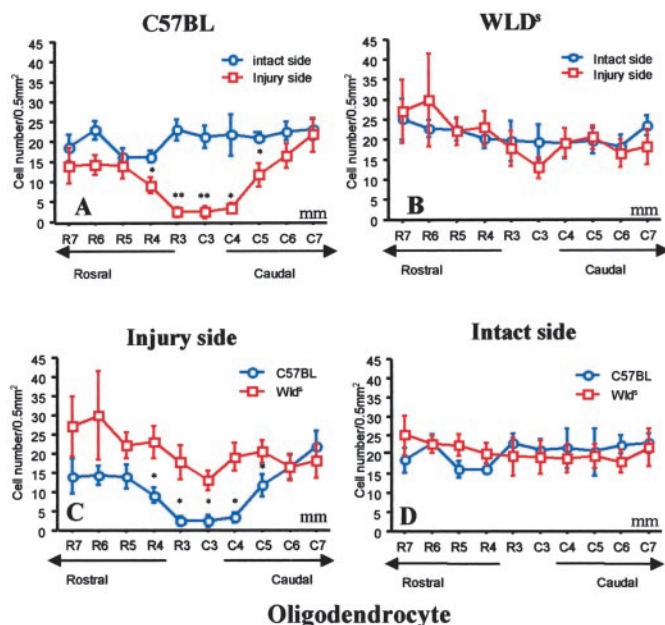 C57BL
WLDˢ
45
40
35
30
25
20
15
10
5
0
Cell number/0.5mm²
intact side
Injury side
*
**
**
*
*
A
mm
R7 R6 R5 R4 R3 C3 C4 C5 C6 C7
Rosral
Caudal
45
40
35
30
25
20
15
10
5
0
Cell number/0.5mm²
Intact side
Injury side
B
mm
R7 R6 R5 R4 R3 C3 C4 C5 C6 C7
Rostral
Caudal
Injury side
Intact side
45
40
35
30
25
20
15
10
5
0
Cell number/0.5mm²
C57BL
Wldˢ
*
*
*
*
*
C
mm
R7 R6 R5 R4 R3 C3 C4 C5 C6 C7
Rostral
Caudal
45
40
35
30
25
20
15
10
5
0
Cell number/0.5mm²
C57BL
Wldˢ
D
mm
R7 R6 R5 R4 R3 C3 C4 C5 C6 C7
Rostral
Caudal
Oligodendrocyte